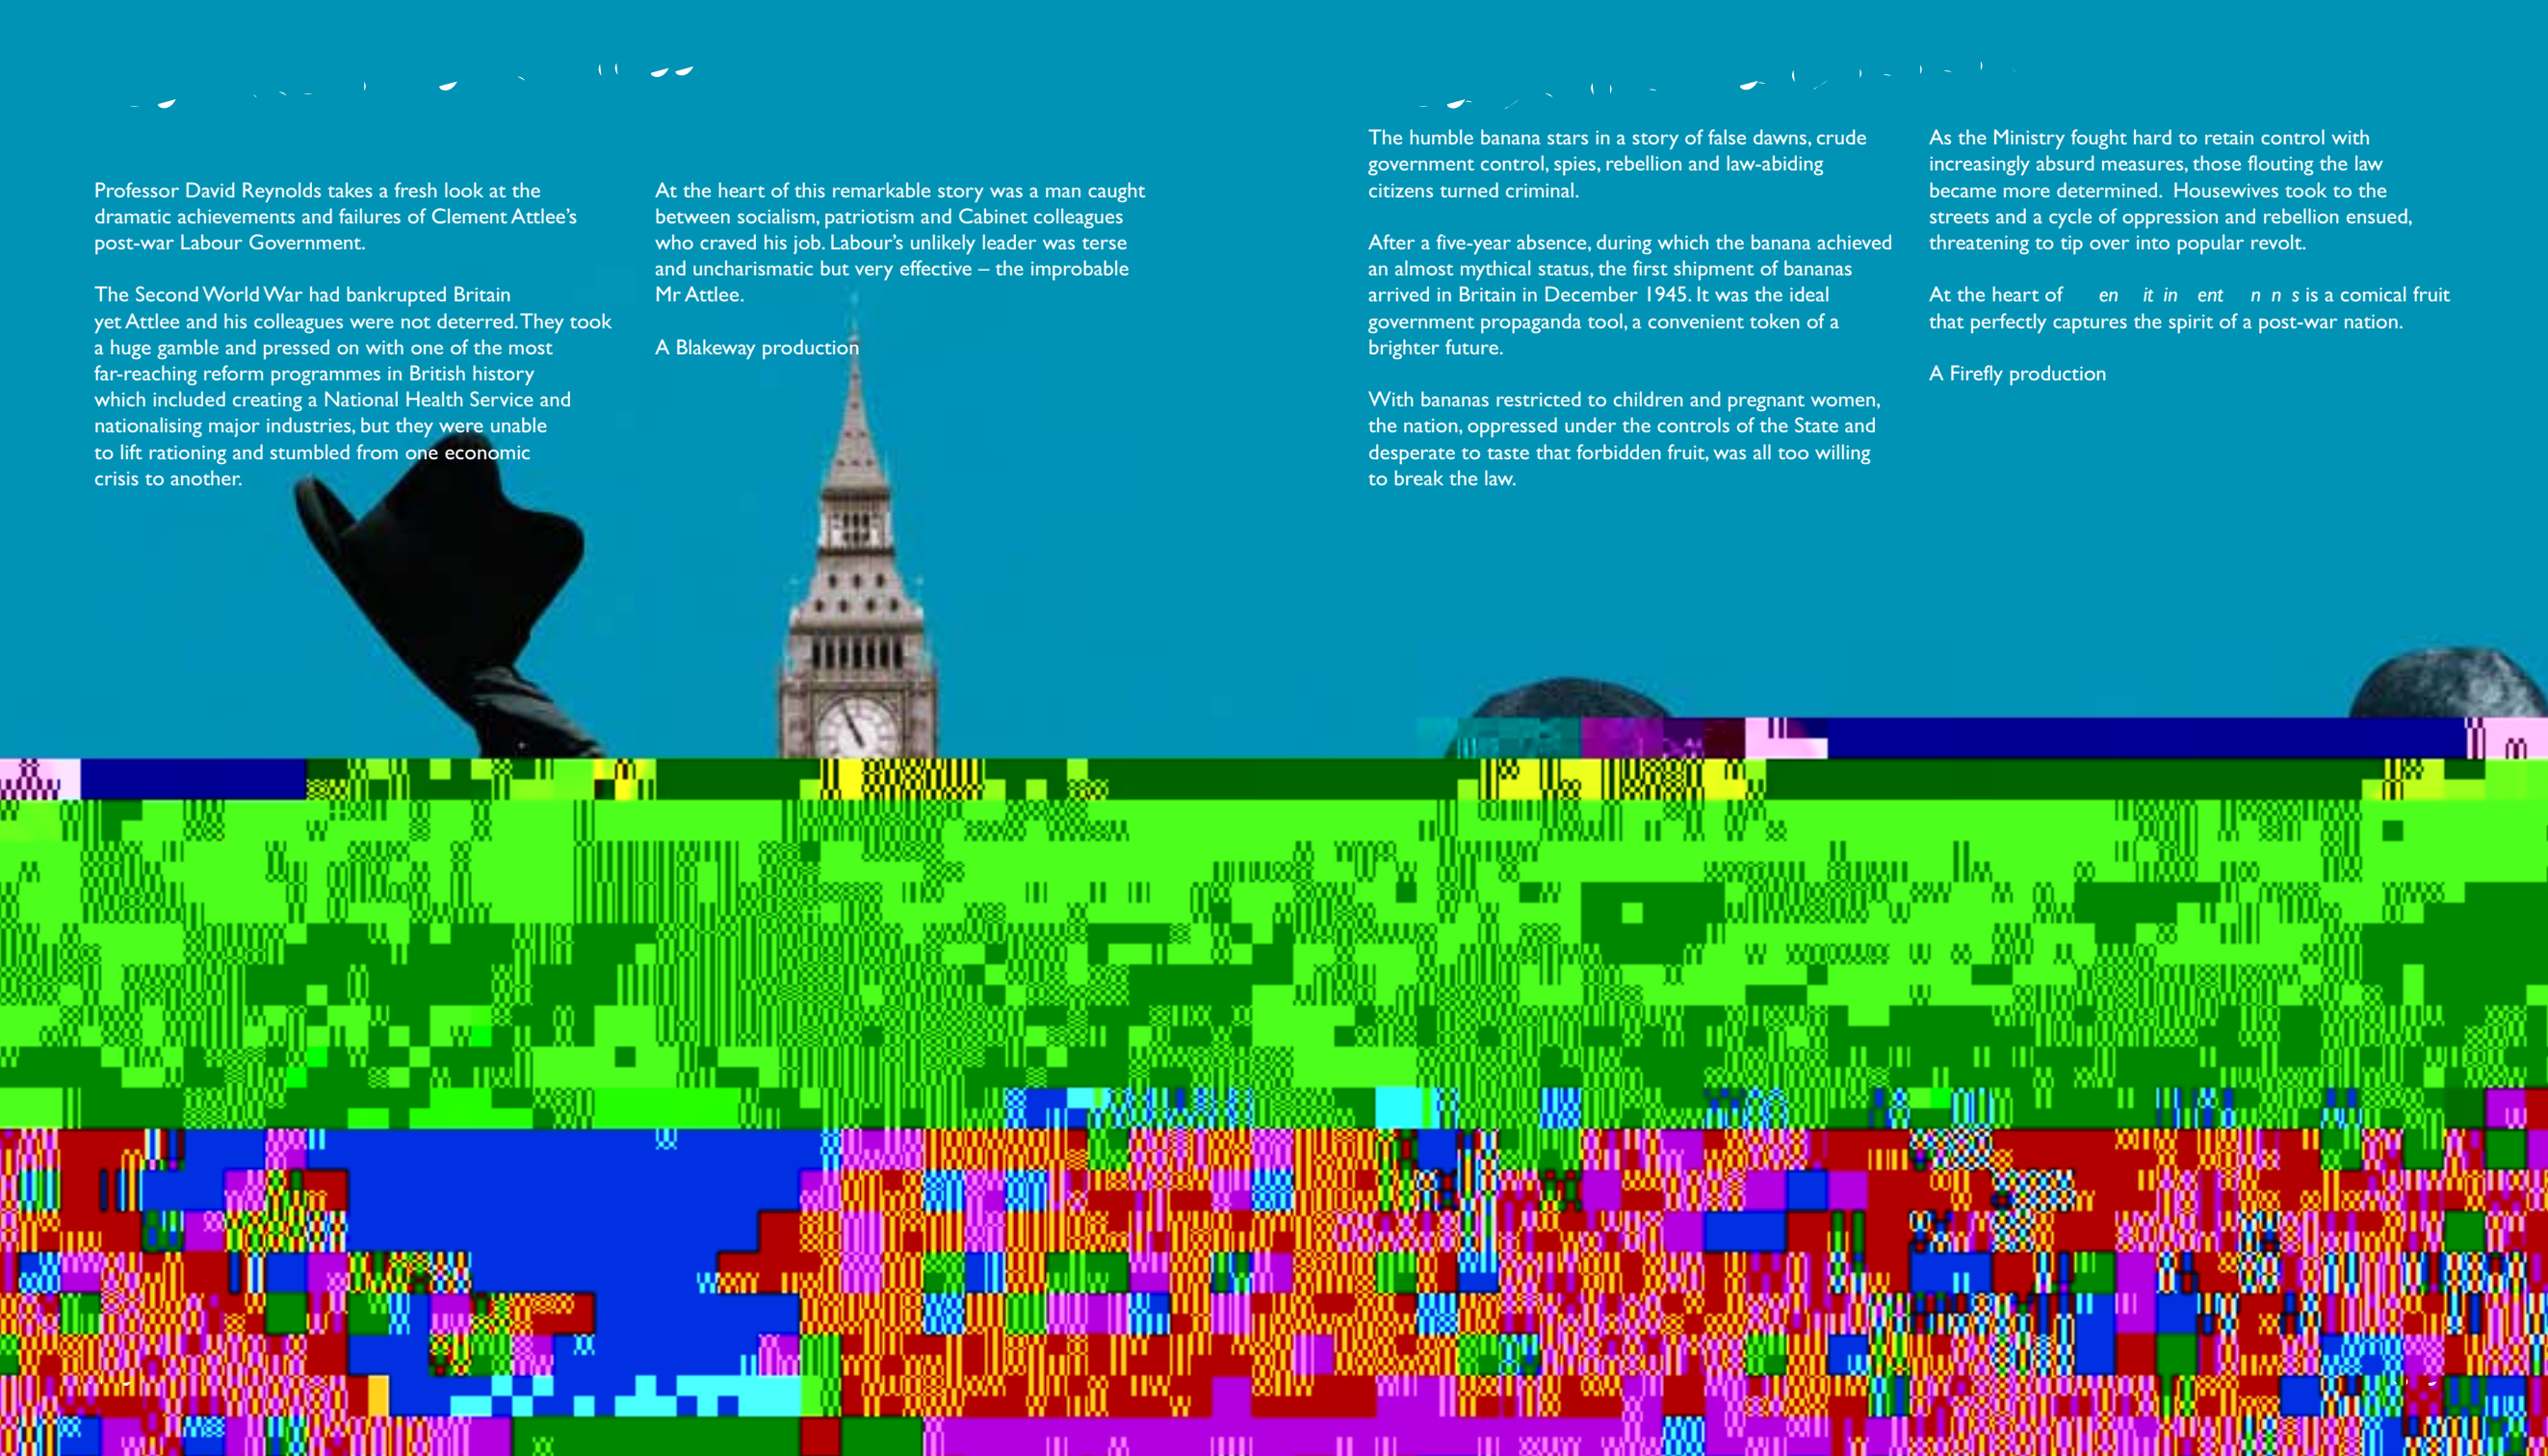 Professor David Reynolds takes a fresh look at the
dramatic achievements and failures of Clement Attlee’s
post-war Labour Government.
The Second World War had bankrupted Britain
yet Attlee and his colleagues were not deterred. They took
a huge gamble and pressed on with one of the most
far-reaching reform programmes in British history
which included creating a National Health Service and
nationalising major industries, but they were unable
to lift rationing and stumbled from one economic
crisis to another.
At the heart of this remarkable story was a man caught
between socialism, patriotism and Cabinet colleagues
who craved his job. Labour’s unlikely leader was terse
and uncharismatic but very effective – the improbable
Mr Attlee.
A Blakeway production
The humble banana stars in a story of false dawns, crude
government control, spies, rebellion and law-abiding
citizens turned criminal.
After a five-year absence, during which the banana achieved
an almost mythical status, the first shipment of bananas
arrived in Britain in December 1945. It was the ideal
government propaganda tool, a convenient token of a
brighter future.
With bananas restricted to children and pregnant women,
the nation, oppressed under the controls of the State and
desperate to taste that forbidden fruit, was all too willing
to break the law.
As the Ministry fought hard to retain control with
increasingly absurd measures, those flouting the law
became more determined.  Housewives took to the
streets and a cycle of oppression and rebellion ensued,
threatening to tip over into popular revolt.
At the heart of en it in ent n n s is a comical fruit
that perfectly captures the spirit of a post-war nation.
A Firefly production